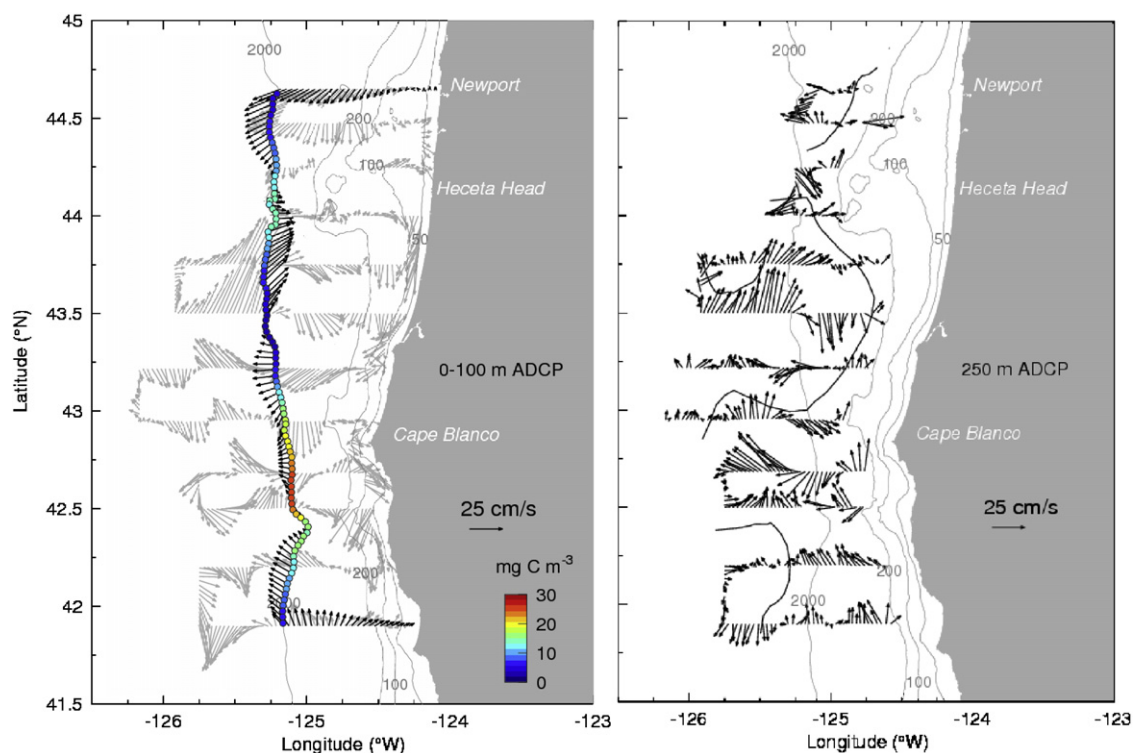 45
44.5
44
43.5
43
42.5
42
41.5
Latitude (°N)
-126
-125
-124
-123
Longitude (°W)
2000
200
100
50
200
100
Newport
Heceta Head
0-100 m ADCP
Cape Blanco
25 cm/s
mg C m-3
30
20
10
0
2000
200
100
50
200
2000
100
Newport
Heceta Head
250 m ADCP
Cape Blanco
25 cm/s
-126
-125
-124
-123
Longitude (°W)